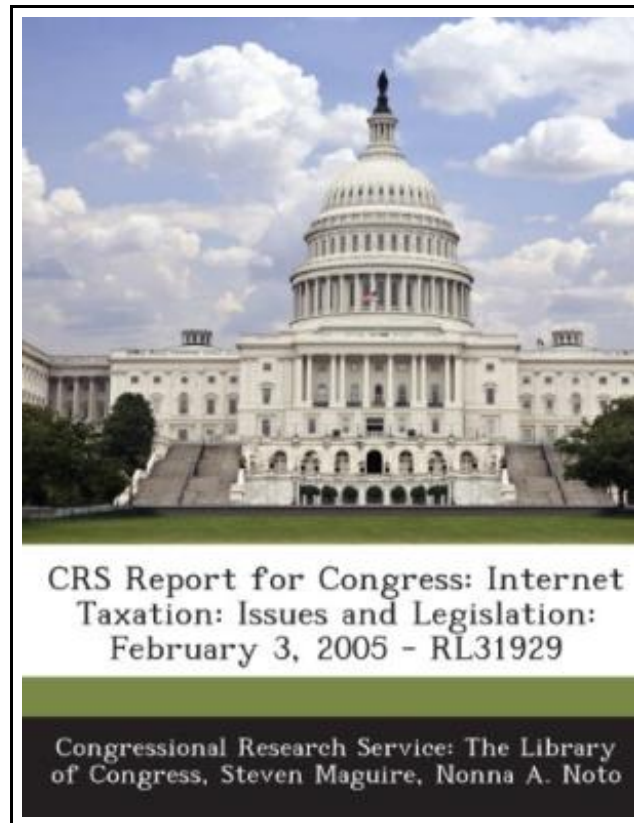 CRS Report for Congress: Internet
Taxation: Issues and Legislation:
February 3, 2005 - RL31929
Congressional Research Service: The Library
of Congress, Steven Maguire, Nonna A. Noto